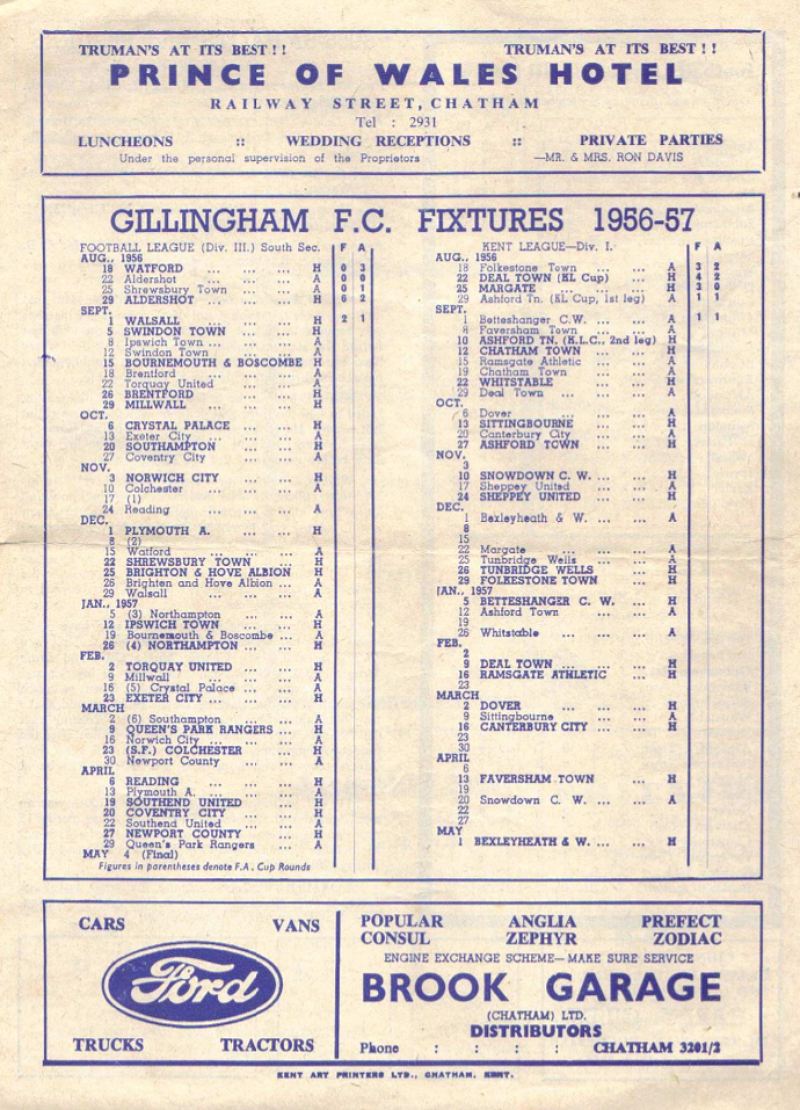 TRUMAN'S AT ITS BEST!! TRUMAN'S AT ITS BEST!!
PRINCE OF WALES HOTEL
RAILWAY STREET, CHATHAM
Tel : 2931
LUNCHEONS :: WEDDING RECEPTIONS :: PRIVATE PARTIES
Under the personal supervision of the Proprietors —MR. & MRS. RON DAVIS
GILLINGHAM F.C. FIXTURES 1956-57
FOOTBALL LEAGUE (Div. III.) South Sec. F A
AUG., 1956
18 WATFORD ... ... ... H 0 3
22 Aldershot ... ... ... A 0 0
25 Shrewsbury Town ... ... A 0 1
29 ALDERSHOT ... ... ... H 6 2
SEPT.
1 WALSALL ... ... ... H 2 1
5 SWINDON TOWN ... ... H
8 Ipswich Town ... ... ... A
12 Swindon Town ... ... A
15 BOURNEMOUTH & BOSCOMBE H
18 Brentford ... ... ... A
22 Torquay United ... ... A
26 BRENTFORD ... ... ... H
29 MILLWALL ... ... ... H
OCT.
6 CRYSTAL PALACE ... ... H
13 Exeter City ... ... ... A
20 SOUTHAMPTON ... ... H
27 Coventry City ... ... A
NOV.
3 NORWICH CITY ... ... H
10 Colchester ... ... ... A
17 (1)
24 Reading ... ... ... A
DEC.
1 PLYMOUTH A. ... ... ... H
8 (2)
15 Watford ... ... ... A
22 SHREWSBURY TOWN ... H
25 BRIGHTON & HOVE ALBION H
26 Brighten and Hove Albion ... A
29 Walsall ... ... ... A
JAN., 1957
5 (3) Northampton ... ... A
12 IPSWICH TOWN ... ... H
19 Bournemouth & Boscombe ... A
26 (4) NORTHAMPTON ... ... H
FEB.
2 TORQUAY UNITED ... ... H
9 Millwall ... ... ... A
16 (5) Crystal Palace ... ... A
23 EXETER CITY ... ... ... H
MARCH
2 (6) Southampton ... ... A
9 QUEEN'S PARK RANGERS ... H
16 Norwich City ... ... ... A
23 (S.F.) COLCHESTER ... H
30 Newport County ... ... A
APRIL
6 READING ... ... ... H
13 Plymouth A. ... ... ... A
19 SOUTHEND UNITED ... H
20 COVENTRY CITY ... ... H
22 Southend United ... ... A
27 NEWPORT COUNTY ... H
29 Queen's Park Rangers ... A
MAY 4 (Final)
Figures in parentheses denote F.A. Cup Rounds
KENT LEAGUE—Div. I. F A
AUG., 1956
18 Folkestone Town ... ... A 3 2
22 DEAL TOWN (KL Cup) ... H 4 2
25 MARGATE ... ... ... H 3 0
29 Ashford Tn. (KL Cup, 1st leg) A 1 1
SEPT.
1 Betteshanger C.W. ... ... A 1 1
8 Faversham Town ... ... A
10 ASHFORD TN. (K.L.C., 2nd leg) H
12 CHATHAM TOWN ... ... H
15 Ramsgate Athletic ... ... A
19 Chatham Town ... ... A
22 WHITSTABLE ... ... H
29 Deal Town ... ... ... A
OCT.
6 Dover ... ... ... A
13 SITTINGBOURNE ... ... H
20 Canterbury City ... ... A
27 ASHFORD TOWN ... ... H
NOV.
3
10 SNOWDOWN C. W. ... ... H
17 Sheppey United ... ... A
24 SHEPPEY UNITED ... ... H
DEC.
1 Bexleyheath & W. ... ... A
8
15
22 Margate ... ... ... A
25 Tunbridge Wells ... ... A
26 TUNBRIDGE WELLS ... H
29 FOLKESTONE TOWN ... H
JAN., 1957
5 BETTESHANGER C. W. ... H
12 Ashford Town ... ... A
19
26 Whitstable ... ... ... A
FEB.
2
9 DEAL TOWN ... ... ... H
16 RAMSGATE ATHLETIC ... H
23
MARCH
2 DOVER ... ... ... H
9 Sittingbourne ... ... A
16 CANTERBURY CITY ... ... H
23
30
APRIL
6
13 FAVERSHAM TOWN ... H
19
20 Snowdown C. W. ... ... A
22
27
MAY
1 BEXLEYHEATH & W. ... ... H
CARS VANS
Ford
TRUCKS TRACTORS
POPULAR ANGLIA PREFECT
CONSUL ZEPHYR ZODIAC
ENGINE EXCHANGE SCHEME—MAKE SURE SERVICE
BROOK GARAGE
(CHATHAM) LTD.
DISTRIBUTORS
Phone : : : : CHATHAM 3201/2
KENT ART PRINTERS LTD., CHATHAM, KENT.